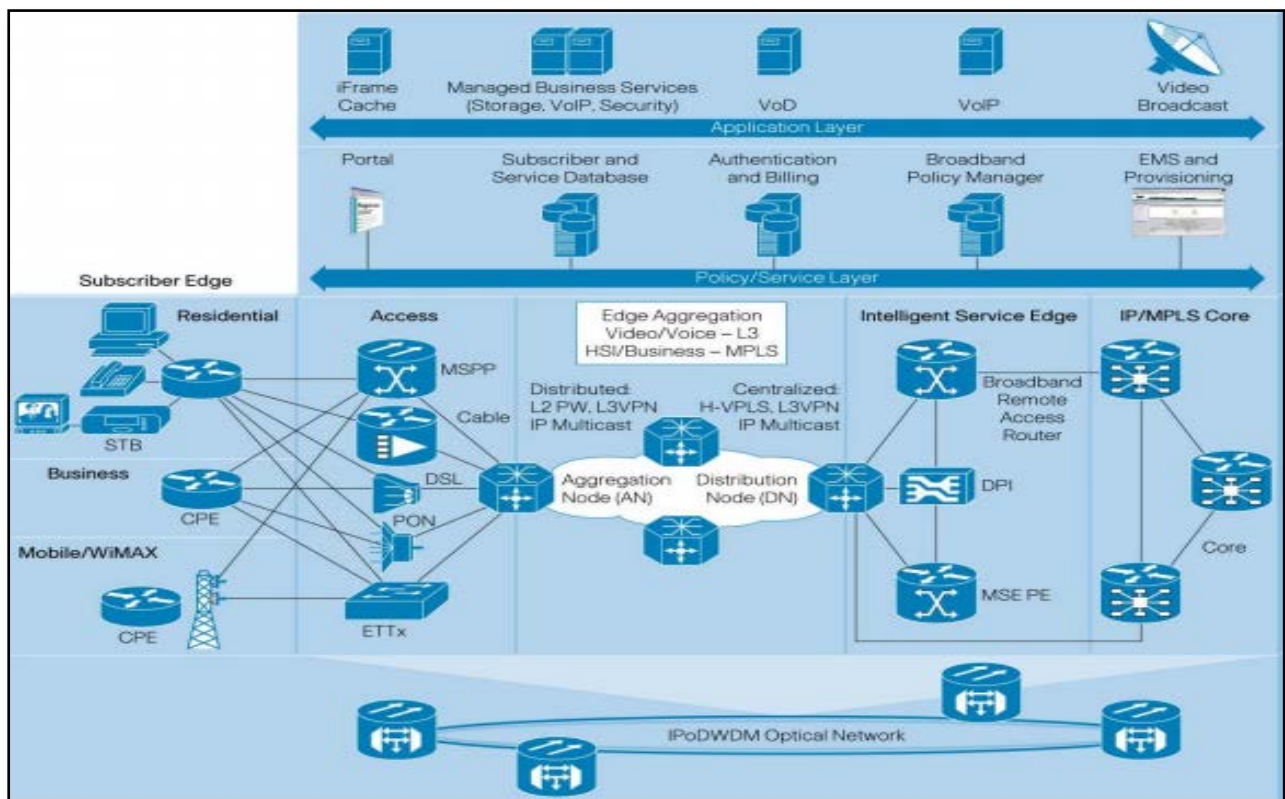 iFrame
Cache
Managed Business Services
(Storage, VoIP, Security)
VoD
VoIP
Video
Broadcast
Application Layer
Portal
Subscriber and
Service Database
Authentication
and Billing
Broadband
Policy Manager
EMS and
Provisioning
Policy/Service Layer
Subscriber Edge
Residential
STB
Business
CPE
Mobile/WiMAX
CPE
Access
MSPP
Cable
DSL
PON
ETTx
Edge Aggregation
Video/Voice – L3
HSI/Business – MPLS
Distributed:
L2 PW, L3VPN
IP Multicast
Centralized:
H-VPLS, L3VPN
IP Multicast
Aggregation
Node (AN)
Distribution
Node (DN)
Intelligent Service Edge
Broadband
Remote
Access
Router
DPI
MSE PE
IP/MPLS Core
Core
IPoDWDM Optical Network